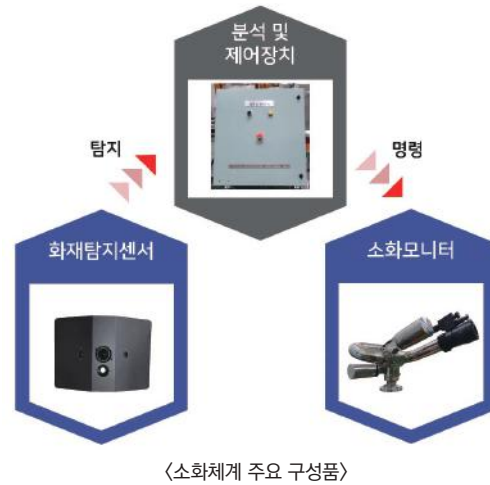 분석 및
제어장치
탐지
명령
화재탐지센서
소화모니터
〈소화체계 주요 구성품〉